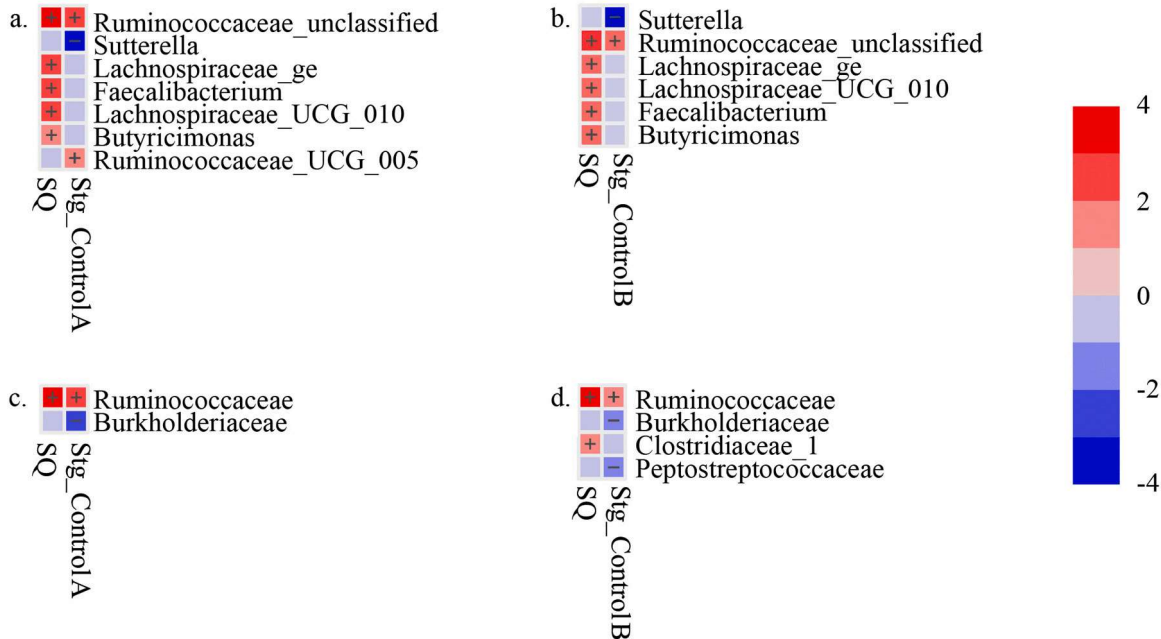 a.
+ + Ruminococcaceae_unclassified
− Sutterella
+ Lachnospiraceae_ge
+ Faecalibacterium
+ Lachnospiraceae_UCG_010
+ Butyricimonas
+ Ruminococcaceae_UCG_005
SQ
Stg_ControlA
b.
− Sutterella
+ + Ruminococcaceae_unclassified
+ Lachnospiraceae_ge
+ Lachnospiraceae_UCG_010
+ Faecalibacterium
+ Butyricimonas
SQ
Stg_ControlB
4
2
0
-2
-4
c.
+ + Ruminococcaceae
− Burkholderiaceae
SQ
Stg_ControlA
d.
+ + Ruminococcaceae
− Burkholderiaceae
+ Clostridiaceae_1
− Peptostreptococcaceae
SQ
Stg_ControlB